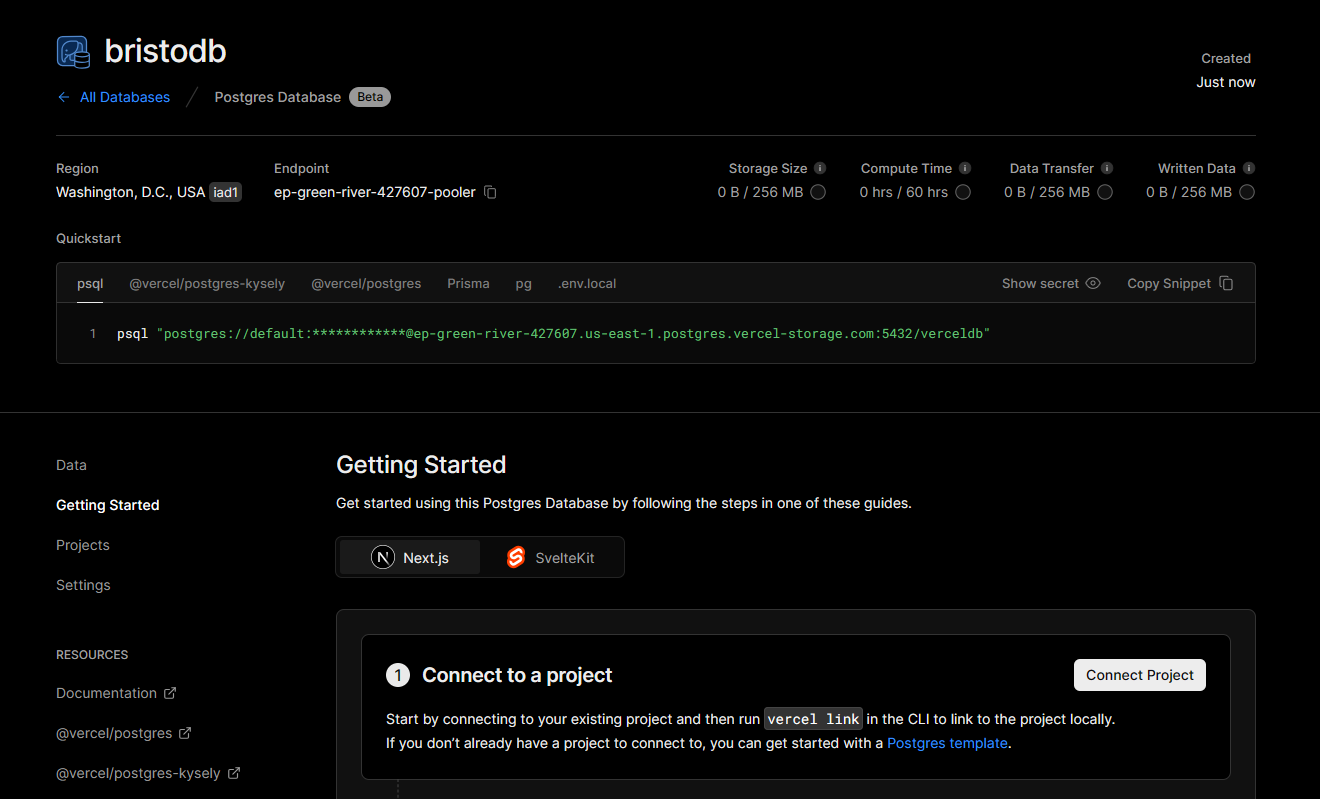 bristodb
Created
Just now
← All Databases / Postgres Database Beta
Region
Washington, D.C., USA iad1
Endpoint
ep-green-river-427607-pooler
Storage Size
0 B / 256 MB
Compute Time
0 hrs / 60 hrs
Data Transfer
0 B / 256 MB
Written Data
0 B / 256 MB
Quickstart
psql @vercel/postgres-kysely @vercel/postgres Prisma pg .env.local Show secret Copy Snippet
1 psql "postgres://default:************@ep-green-river-427607.us-east-1.postgres.vercel-storage.com:5432/verceldb"
Data
Getting Started
Projects
Settings
RESOURCES
Documentation
@vercel/postgres
@vercel/postgres-kysely
Getting Started
Get started using this Postgres Database by following the steps in one of these guides.
Next.js SvelteKit
1 Connect to a project
Connect Project
Start by connecting to your existing project and then run vercel link in the CLI to link to the project locally.
If you don’t already have a project to connect to, you can get started with a Postgres template.